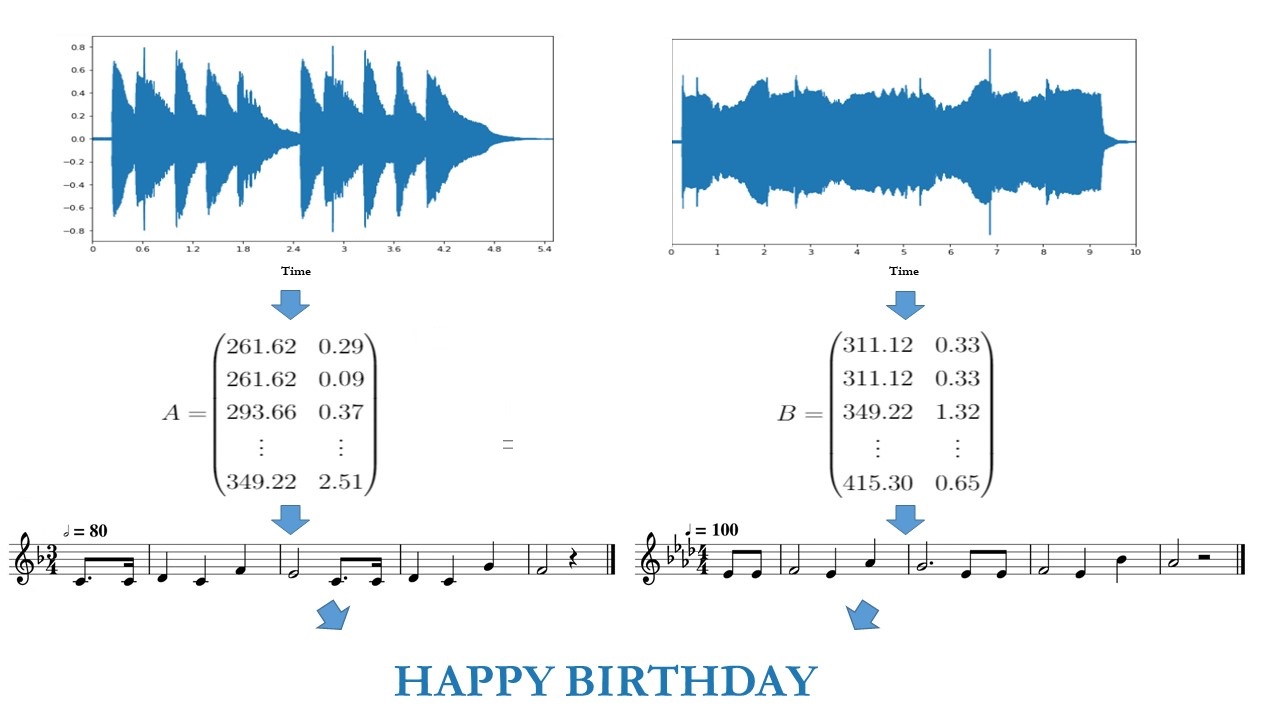 0.8
0.6
0.4
0.2
0.0
−0.2
−0.4
−0.6
−0.8
0 0.6 1.2 1.8 2.4 3 3.6 4.2 4.8 5.4
Time
0 1 2 3 4 5 6 7 8 9 10
Time
A =
261.62 0.29
261.62 0.09
293.66 0.37
⋮ ⋮
349.22 2.51
=
B =
311.12 0.33
311.12 0.33
349.22 1.32
⋮ ⋮
415.30 0.65
𝅗𝅥 = 80
3
4
♩ = 100
4
4
HAPPY BIRTHDAY